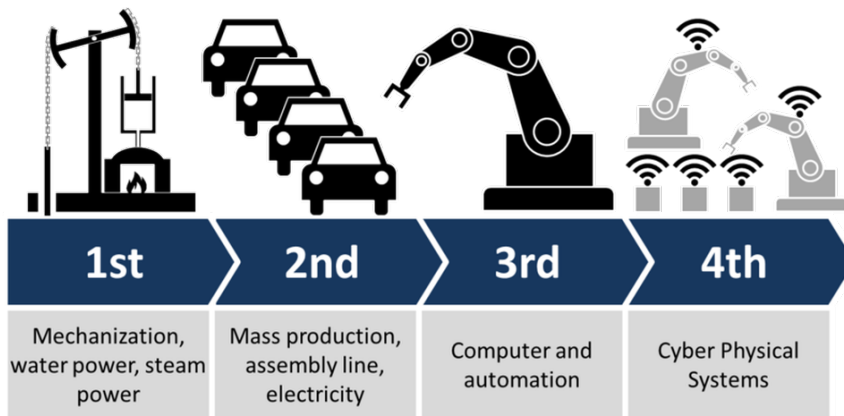 1st
2nd
3rd
4th
Mechanization,
water power, steam
power
Mass production,
assembly line,
electricity
Computer and
automation
Cyber Physical
Systems